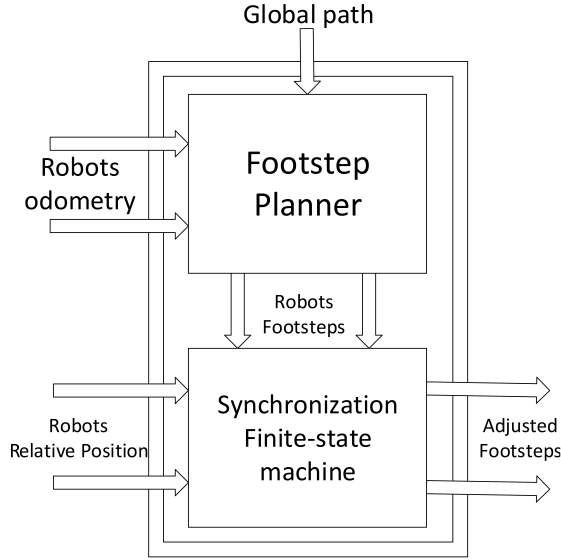 Global path
Footstep
Planner
Robots
odometry
Robots
Footsteps
Synchronization
Finite-state
machine
Robots
Relative Position
Adjusted
Footsteps